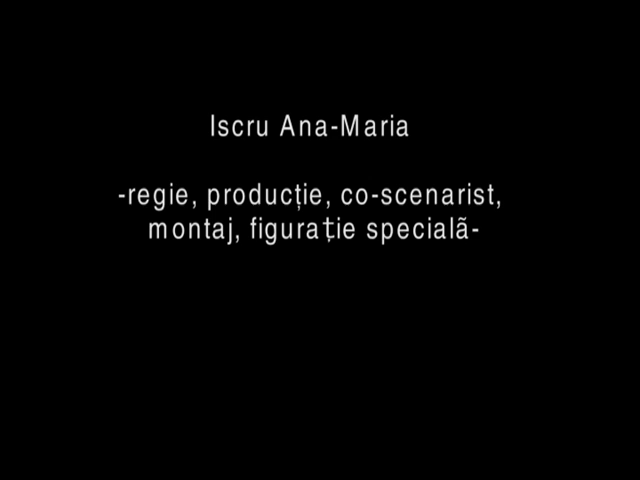 Iscru Ana-Maria
-regie, producție, co-scenarist,
montaj, figurație specialã-